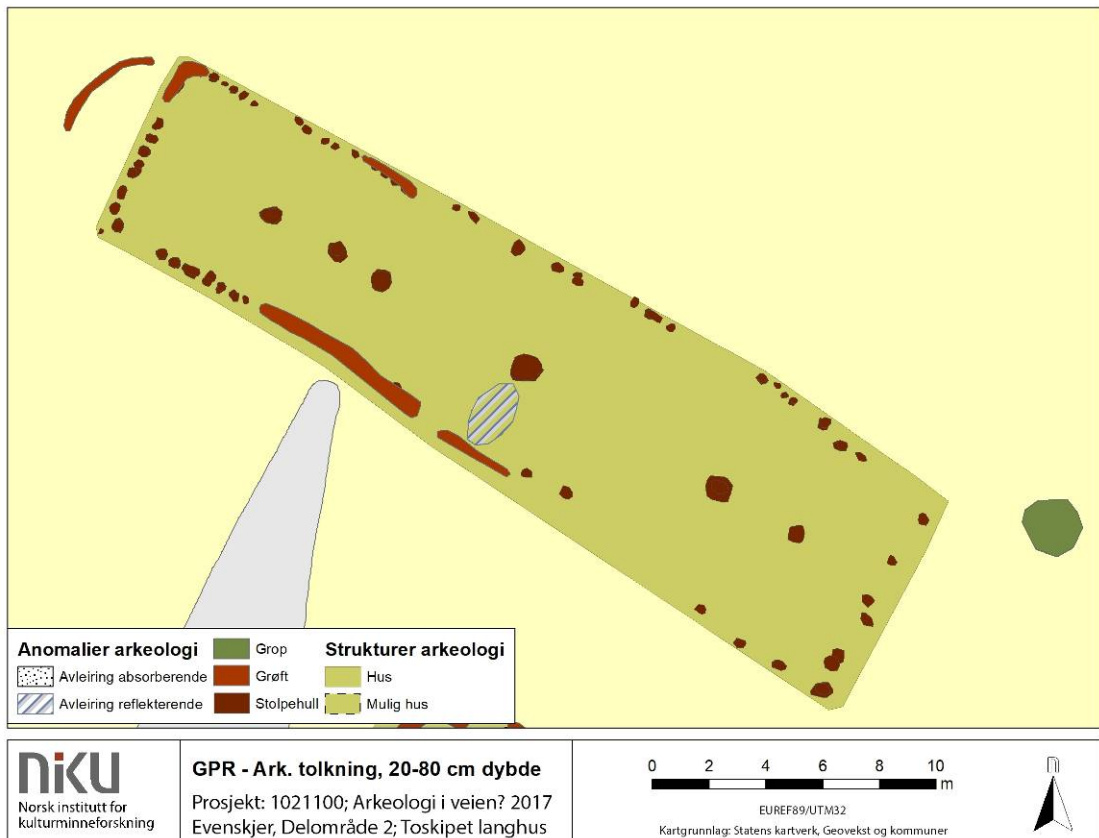 Anomalier arkeologi
Avleiring absorberende
Avleiring reflekterende
Grop
Grøft
Stolpehull
Strukturer arkeologi
Hus
Mulig hus
niku
Norsk institutt for
kulturminneforskning
GPR - Ark. tolkning, 20-80 cm dybde
Prosjekt: 1021100; Arkeologi i veien? 2017
Evenskjer, Delområde 2; Toskipet langhus
0 2 4 6 8 10
m
EUREF89/UTM32
Kartgrunnlag: Statens kartverk, Geovekst og kommuner
n